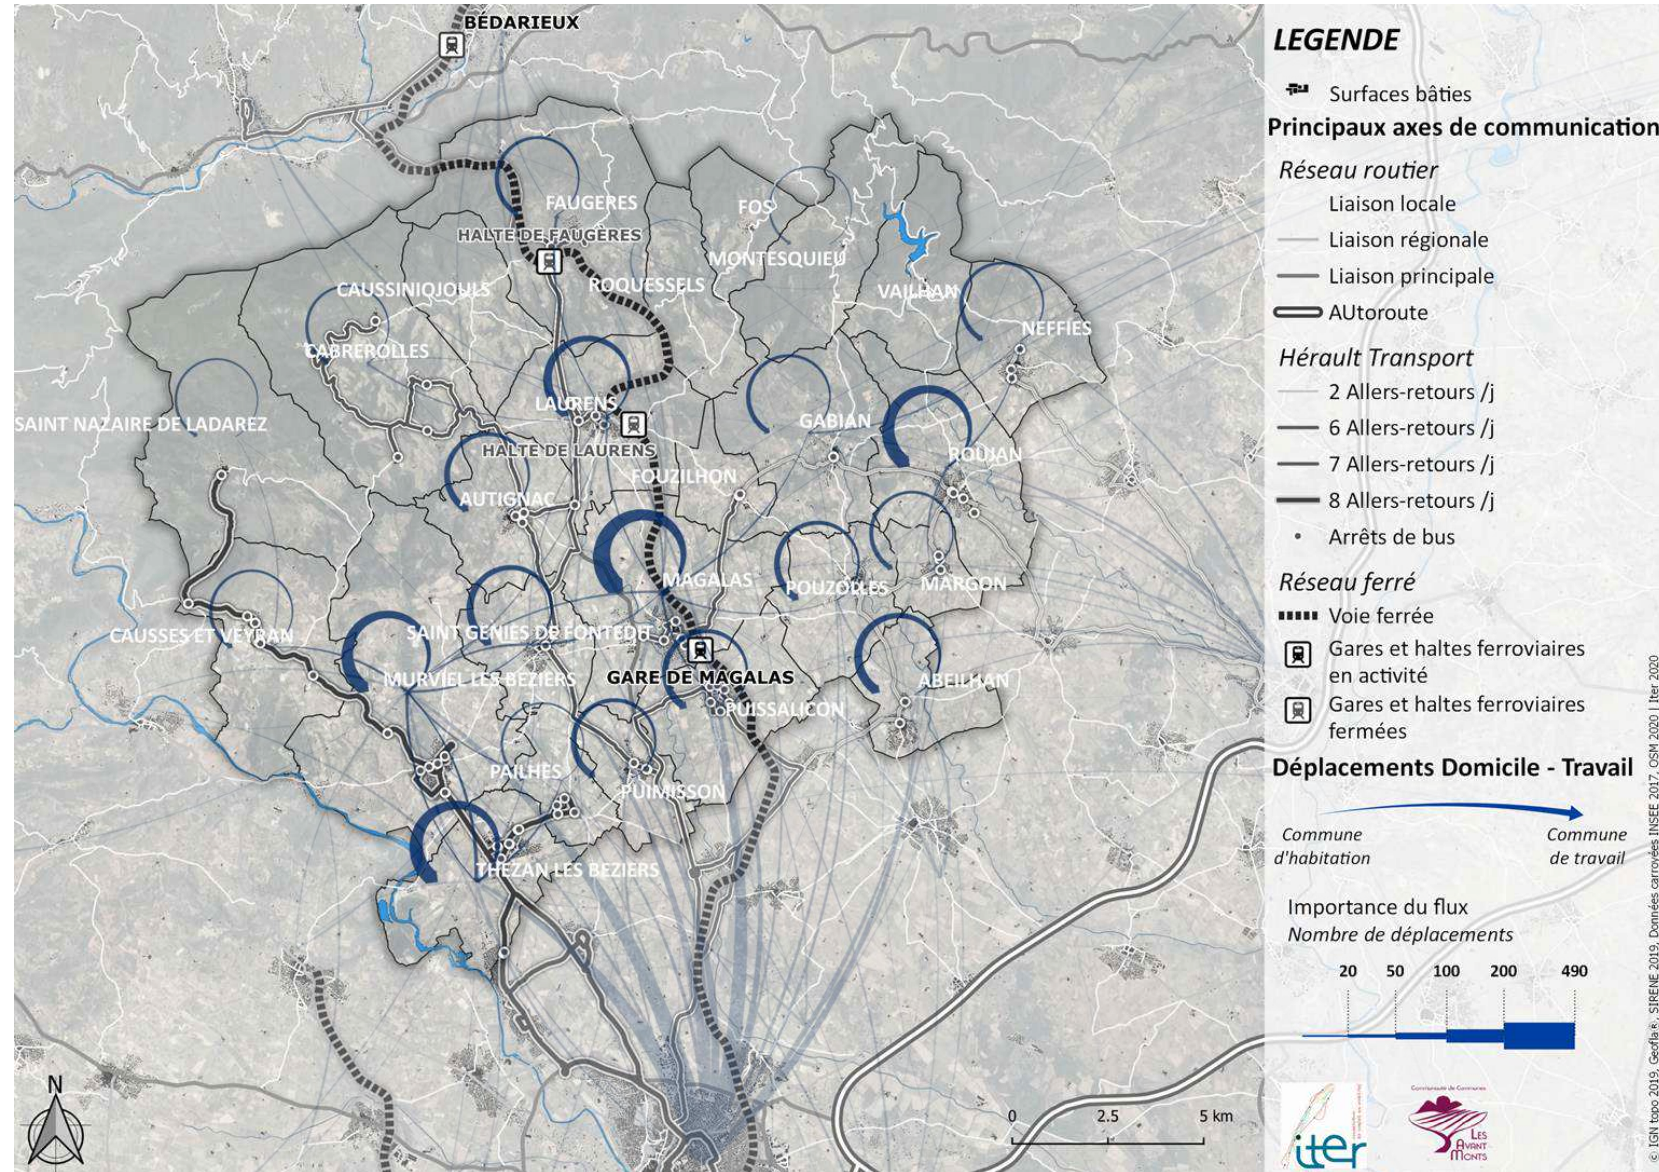 BÉDARIEUX
FAUGERES
HALTE DE FAUGÈRES
FOS
MONTESQUIEU
ROQUESSELS
CAUSSINIOJOULS
VAILHAN
NEFFIES
CABREROLLES
LAURENS
SAINT NAZAIRE DE LADAREZ
GABIAN
HALTE DE LAURENS
ROUJAN
FOUZILHON
AUTIGNAC
MAGALAS
POUZOLLES
MARGON
CAUSSES ET VEYRAN
SAINT GENIES DE FONTEDIT
MURVIEL LES BEZIERS
GARE DE MAGALAS
ABEILHAN
PUISSALICON
PAILHES
PUIMISSON
THEZAN LES BEZIERS
N
0 2.5 5 km
LEGENDE
Surfaces bâties
Principaux axes de communication
Réseau routier
Liaison locale
Liaison régionale
Liaison principale
AUtoroute
Hérault Transport
2 Allers-retours /j
6 Allers-retours /j
7 Allers-retours /j
8 Allers-retours /j
Arrêts de bus
Réseau ferré
Voie ferrée
Gares et haltes ferroviaires
en activité
Gares et haltes ferroviaires
fermées
Déplacements Domicile - Travail
Commune
d'habitation
Commune
de travail
Importance du flux
Nombre de déplacements
20 50 100 200 490
iter
Communauté de Communes
LES
AVANT
MONTS
© IGN topo 2019, Geofla®, SIRENE 2019, Données carroyées INSEE 2017, OSM 2020 | Iter 2020